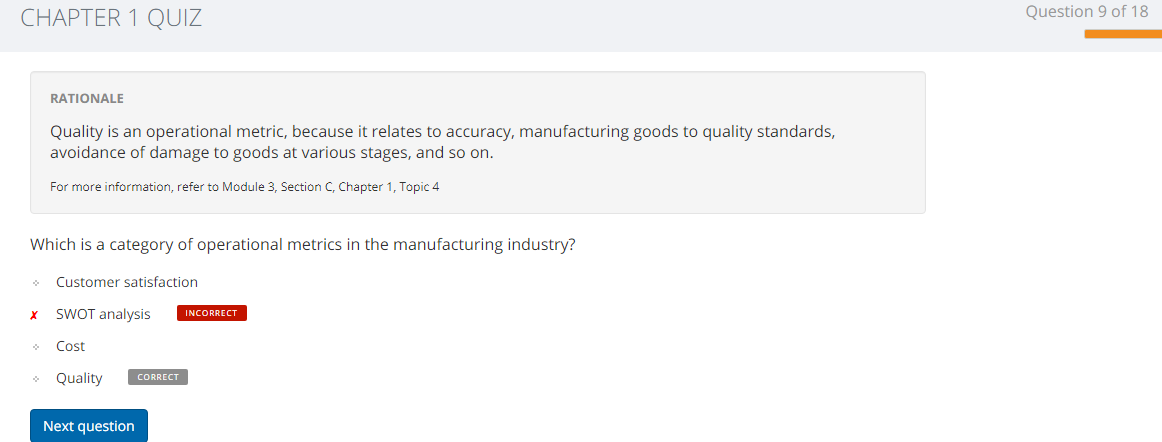 CHAPTER 1 QUIZ
Question 9 of 18
RATIONALE
Quality is an operational metric, because it relates to accuracy, manufacturing goods to quality standards,
avoidance of damage to goods at various stages, and so on.
For more information, refer to Module 3, Section C, Chapter 1, Topic 4
Which is a category of operational metrics in the manufacturing industry?
Customer satisfaction
✗ SWOT analysis INCORRECT
Cost
Quality CORRECT
Next question